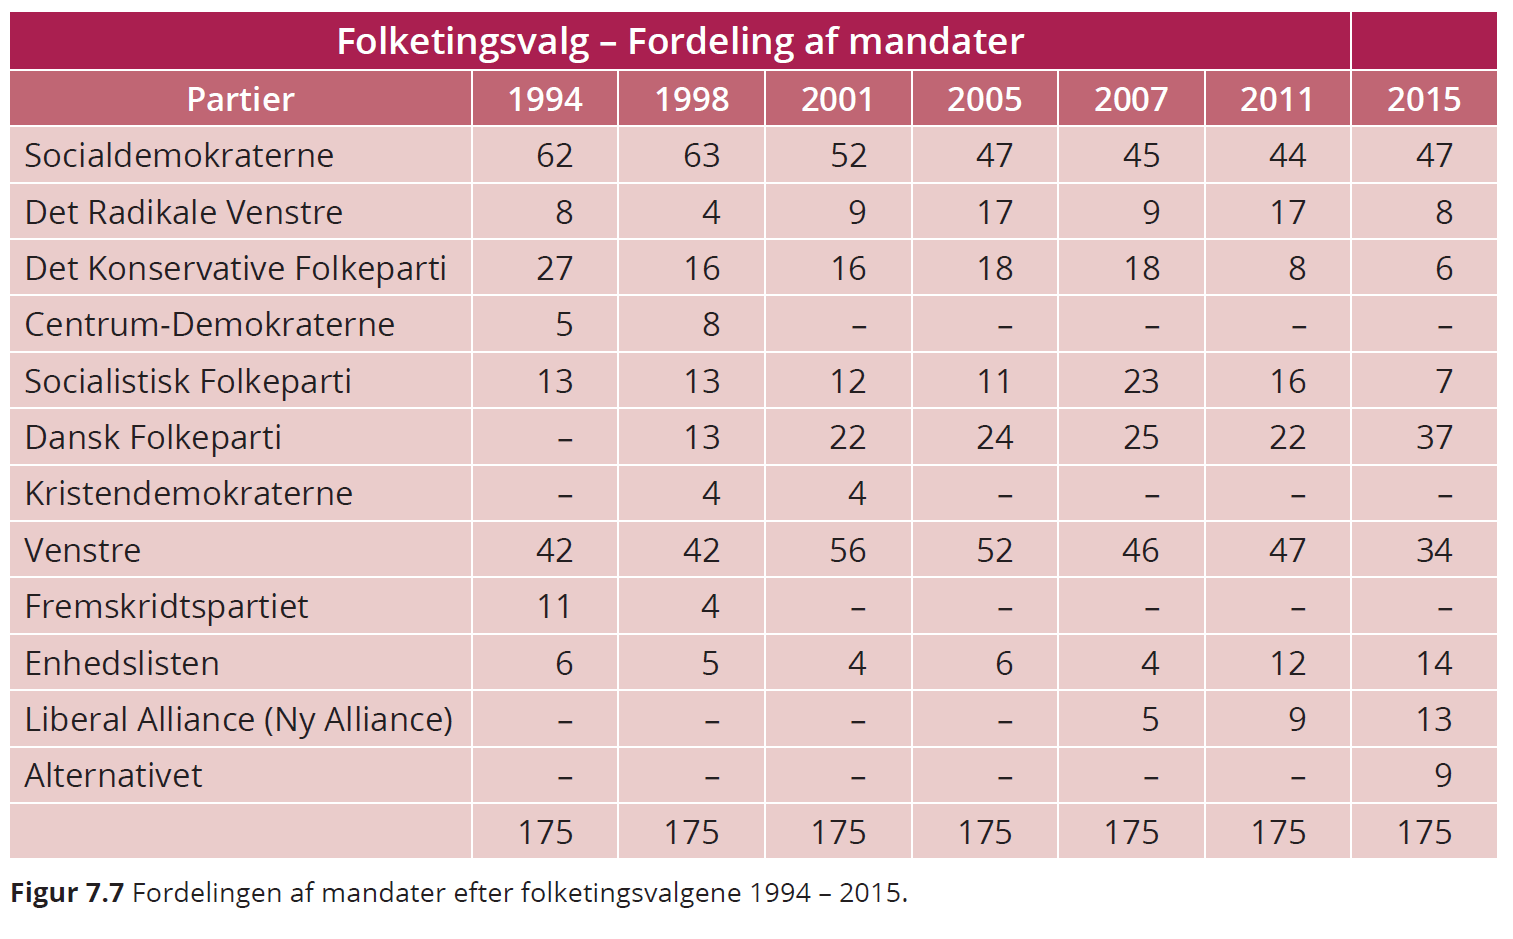 Folketingsvalg – Fordeling af mandater
Partier 1994 1998 2001 2005 2007 2011 2015
Socialdemokraterne 62 63 52 47 45 44 47
Det Radikale Venstre 8 4 9 17 9 17 8
Det Konservative Folkeparti 27 16 16 18 18 8 6
Centrum-Demokraterne 5 8 – – – – –
Socialistisk Folkeparti 13 13 12 11 23 16 7
Dansk Folkeparti – 13 22 24 25 22 37
Kristendemokraterne – 4 4 – – – –
Venstre 42 42 56 52 46 47 34
Fremskridtspartiet 11 4 – – – – –
Enhedslisten 6 5 4 6 4 12 14
Liberal Alliance (Ny Alliance) – – – – 5 9 13
Alternativet – – – – – – 9
175 175 175 175 175 175 175
Figur 7.7 Fordelingen af mandater efter folketingsvalgene 1994 – 2015.